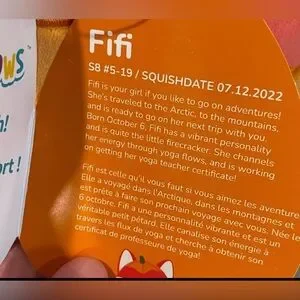 ows™
h!
ort!
Fifi
S8 #5-19 / SQUISHDATE 07.12.2022
Fifi is your girl if you like to go on adventures!
She's traveled to the Arctic, to the mountains,
and is ready to go on her next trip with you
Born October 6, Fifi has a vibrant personality
and is quite the little firecracker. She channels
her energy through yoga flows, and is working
on getting her yoga teacher certificate!
Fifi est celle qu'il vous faut si vous aimez les aventure
Elle a voyagé dans l'Arctique, dans les montagnes et
est prête à faire son prochain voyage avec vous. Née le
6 octobre, Fifi a une personnalité vibrante et est un
véritable petit pétard. Elle canalise son énergie à
travers les flux de yoga et cherche à obtenir son
certificat de professeur de yoga!